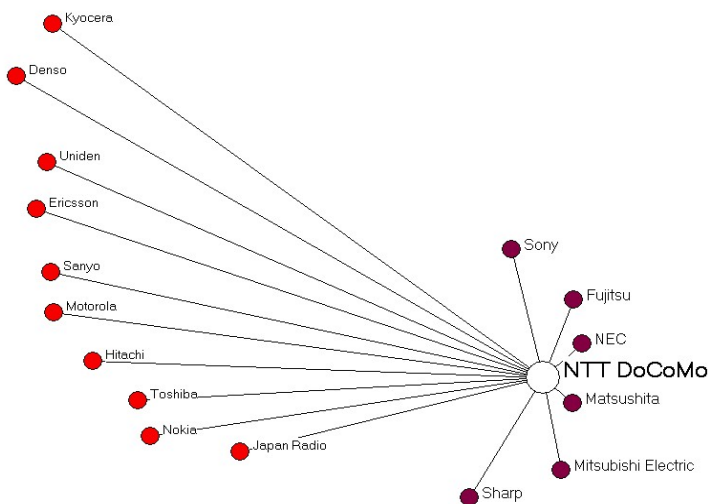 Kyocera
Denso
Uniden
Ericsson
Sony
Sanyo
Fujitsu
Motorola
NEC
Hitachi
NTT DoCoMo
Toshiba
Matsushita
Nokia
Japan Radio
Mitsubishi Electric
Sharp